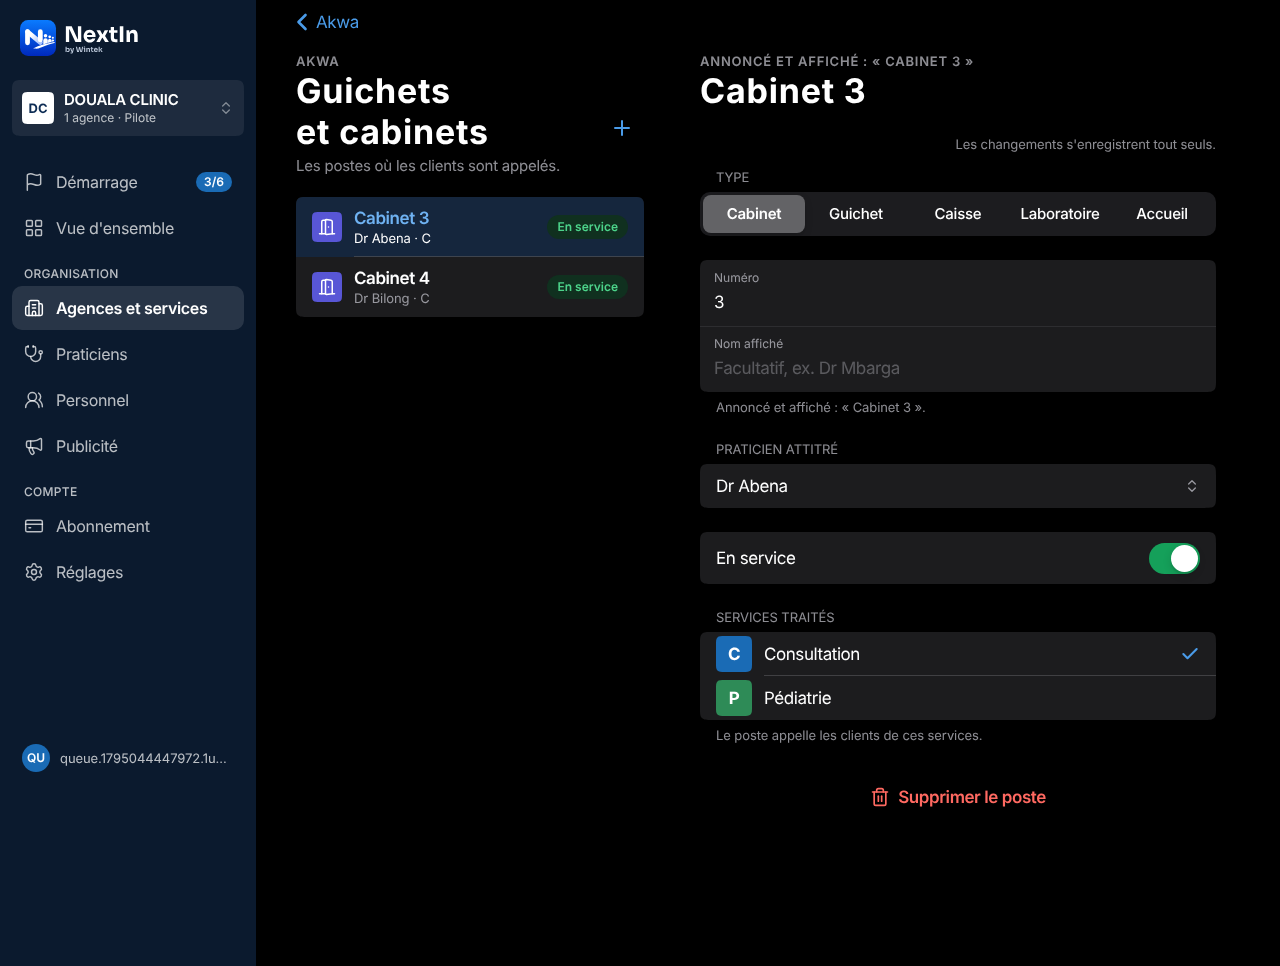 NextIn
by Wintek
DC
DOUALA CLINIC
1 agence · Pilote
Démarrage
3/6
Vue d'ensemble
ORGANISATION
Agences et services
Praticiens
Personnel
Publicité
COMPTE
Abonnement
Réglages
QU
queue.1795044447972.1u...
Akwa
AKWA
Guichets
et cabinets
Les postes où les clients sont appelés.
Cabinet 3
Dr Abena · C
En service
Cabinet 4
Dr Bilong · C
En service
ANNONCÉ ET AFFICHÉ : « CABINET 3 »
Cabinet 3
Les changements s'enregistrent tout seuls.
TYPE
Cabinet
Guichet
Caisse
Laboratoire
Accueil
Numéro
3
Nom affiché
Facultatif, ex. Dr Mbarga
Annoncé et affiché : « Cabinet 3 ».
PRATICIEN ATTITRÉ
Dr Abena
En service
SERVICES TRAITÉS
C
Consultation
P
Pédiatrie
Le poste appelle les clients de ces services.
Supprimer le poste